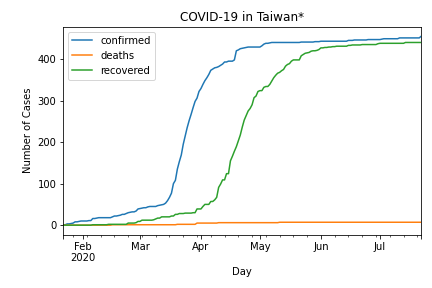 COVID-19 in Taiwan*
confirmed
deaths
recovered
Number of Cases
400
300
200
100
0
Feb
2020
Mar
Apr
May
Jun
Jul
Day